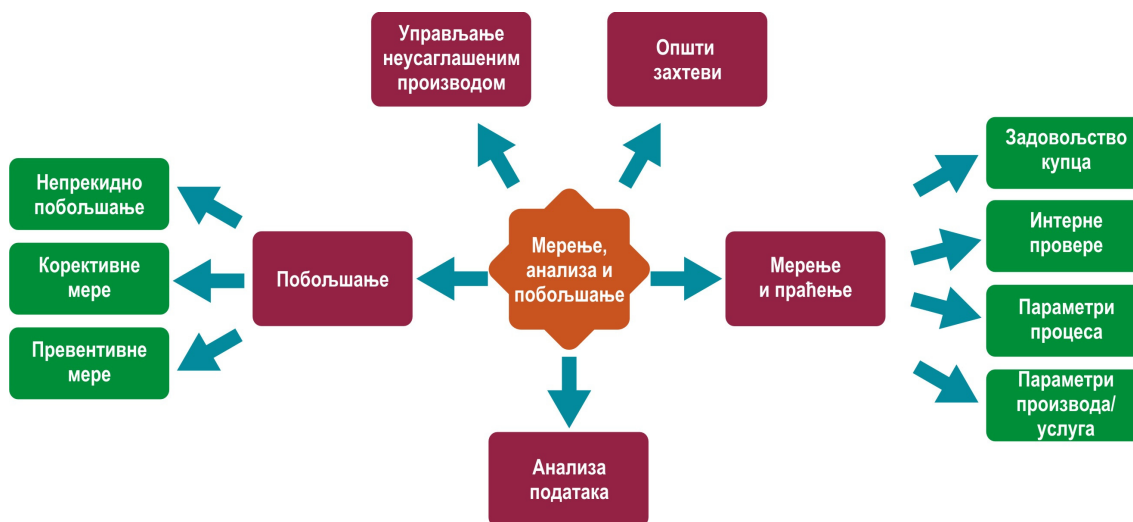 Управљање
неусаглашеним
производом
Општи
захтеви
Непрекидно
побољшање
Корективне
мере
Превентивне
мере
Побољшање
Мерење,
анализа и
побољшање
Мерење
и праћење
Задовољство
купца
Интерне
провере
Параметри
процеса
Параметри
производа/
услуга
Анализа
података